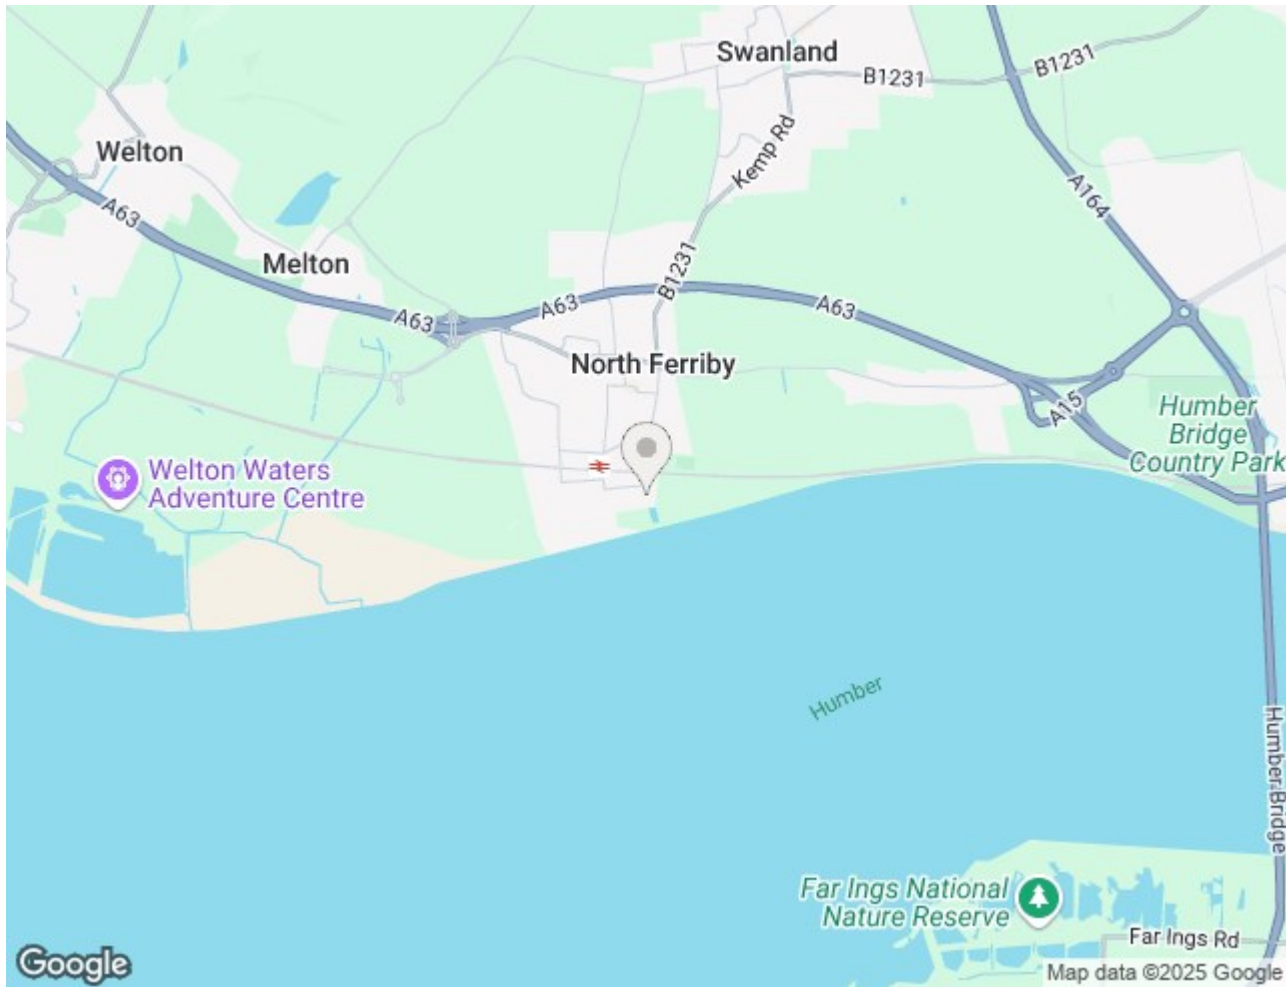 Swanland
B1231
B1231
Kemp Rd
Welton
A63
A164
Melton
B1231
A63
A63
A63
North Ferriby
A15
Humber
Bridge
Country Park
Welton Waters
Adventure Centre
Humber
Humber Bridge
Far Ings National
Nature Reserve
Far Ings Rd
Google
Map data ©2025 Google